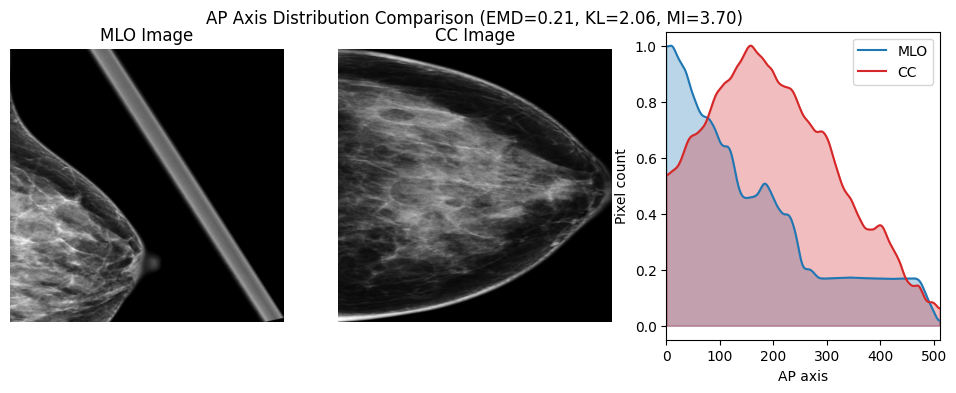 AP Axis Distribution Comparison (EMD=0.21, KL=2.06, MI=3.70)
MLO Image
CC Image
MLO
CC
Pixel count
1.0
0.8
0.6
0.4
0.2
0.0
0 100 200 300 400 500
AP axis